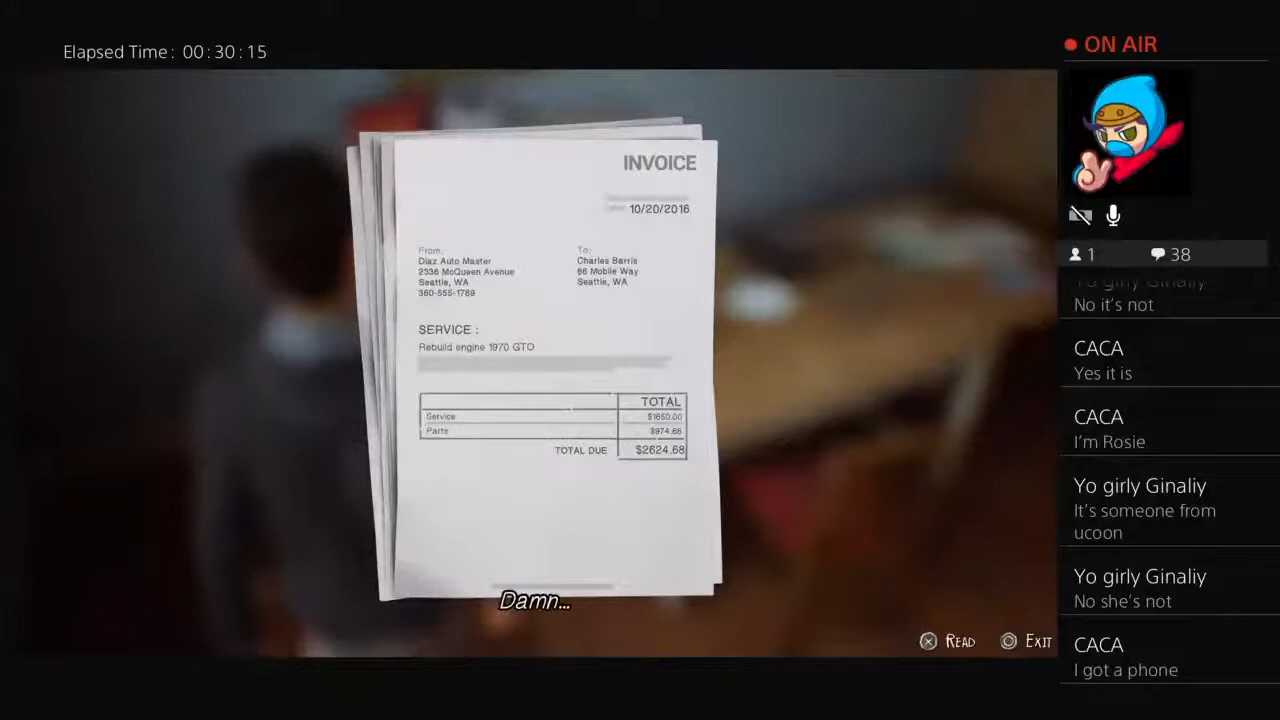 Elapsed Time: 00:30:15
ON AIR
INVOICE
10/20/2016
From:
Diaz Auto Master
2336 McQueen Avenue
Seattle, WA
360-555-1789
To:
Charles Barris
66 Mobile Way
Seattle, WA
SERVICE :
Rebuild engine 1970 GTO
TOTAL
Service $1650.00
Parts $974.68
TOTAL DUE $2624.68
Damn...
READ
EXIT
1
38
Yo girly Ginaliy
No it's not
CACA
Yes it is
CACA
I'm Rosie
Yo girly Ginaliy
It's someone from
ucoon
Yo girly Ginaliy
No she's not
CACA
I got a phone